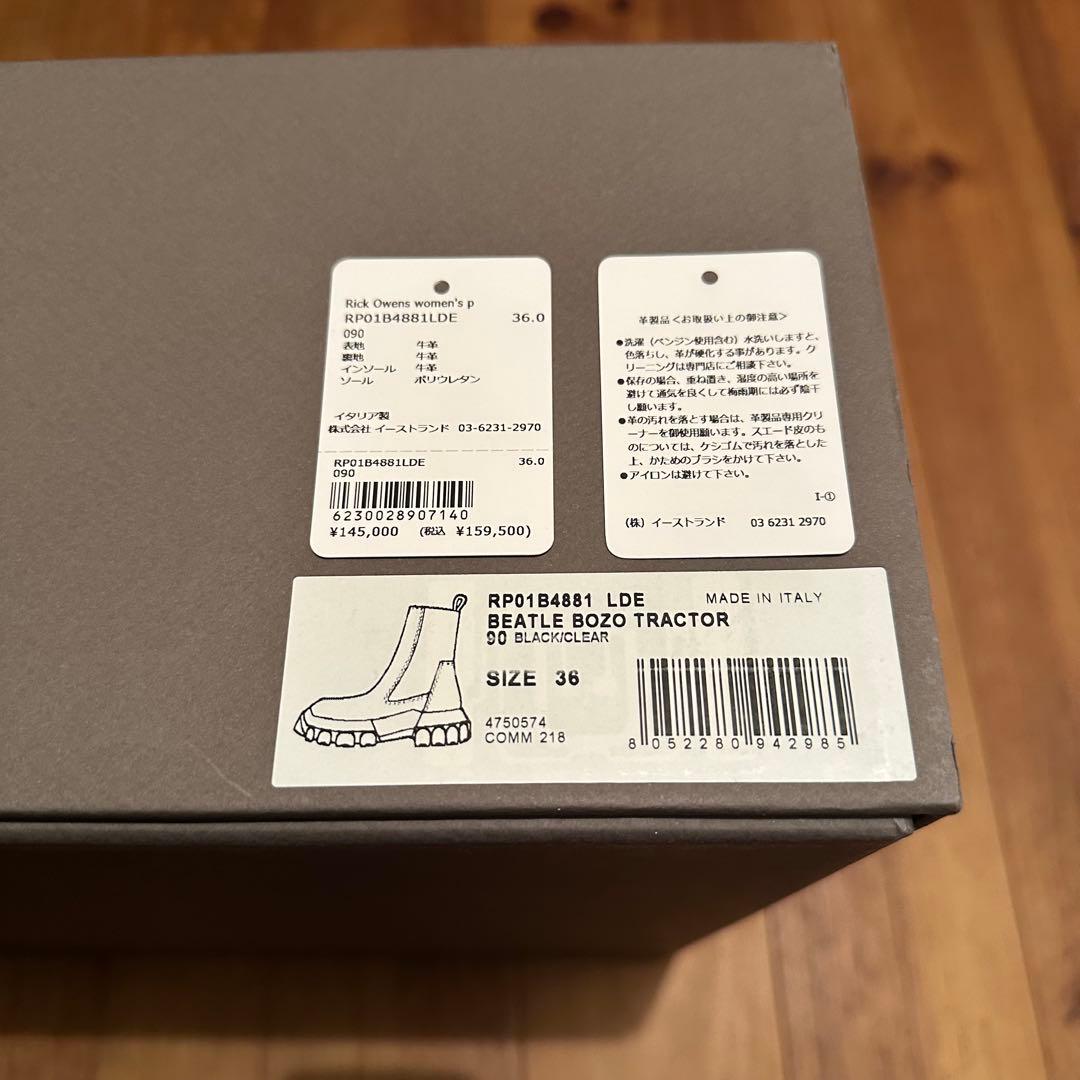 Rick Owens women's p
RP01B4881LDE 36.0
090
表地 牛革
裏地 牛革
インソール 牛革
ソール ポリウレタン
イタリア製
株式会社 イーストランド 03-6231-2970
RP01B4881LDE 36.0
090
6230028907140
¥145,000 (税込 ¥159,500)
革製品<お取扱い上の御注意>
●洗濯(ベンジン使用含む)水洗いしますと、
色落ちし、革が硬化する事があります。ク
リーニングは専門店にご相談下さい。
●保存の場合、重ね置き、湿度の高い場所を
避けて通気を良くして梅雨期には必ず陰干
し願います。
●革の汚れを落とす場合は、革製品専用クリ
ーナーを御使用願います。スエード皮のも
のについては、ケシゴムで汚れを落とした
上、かためのブラシをかけて下さい。
●アイロンは避けて下さい。
I-①
(株) イーストランド 03 6231 2970
RP01B4881 LDE MADE IN ITALY
BEATLE BOZO TRACTOR
90 BLACK/CLEAR
SIZE 36
4750574
COMM 218
8 052280 942985